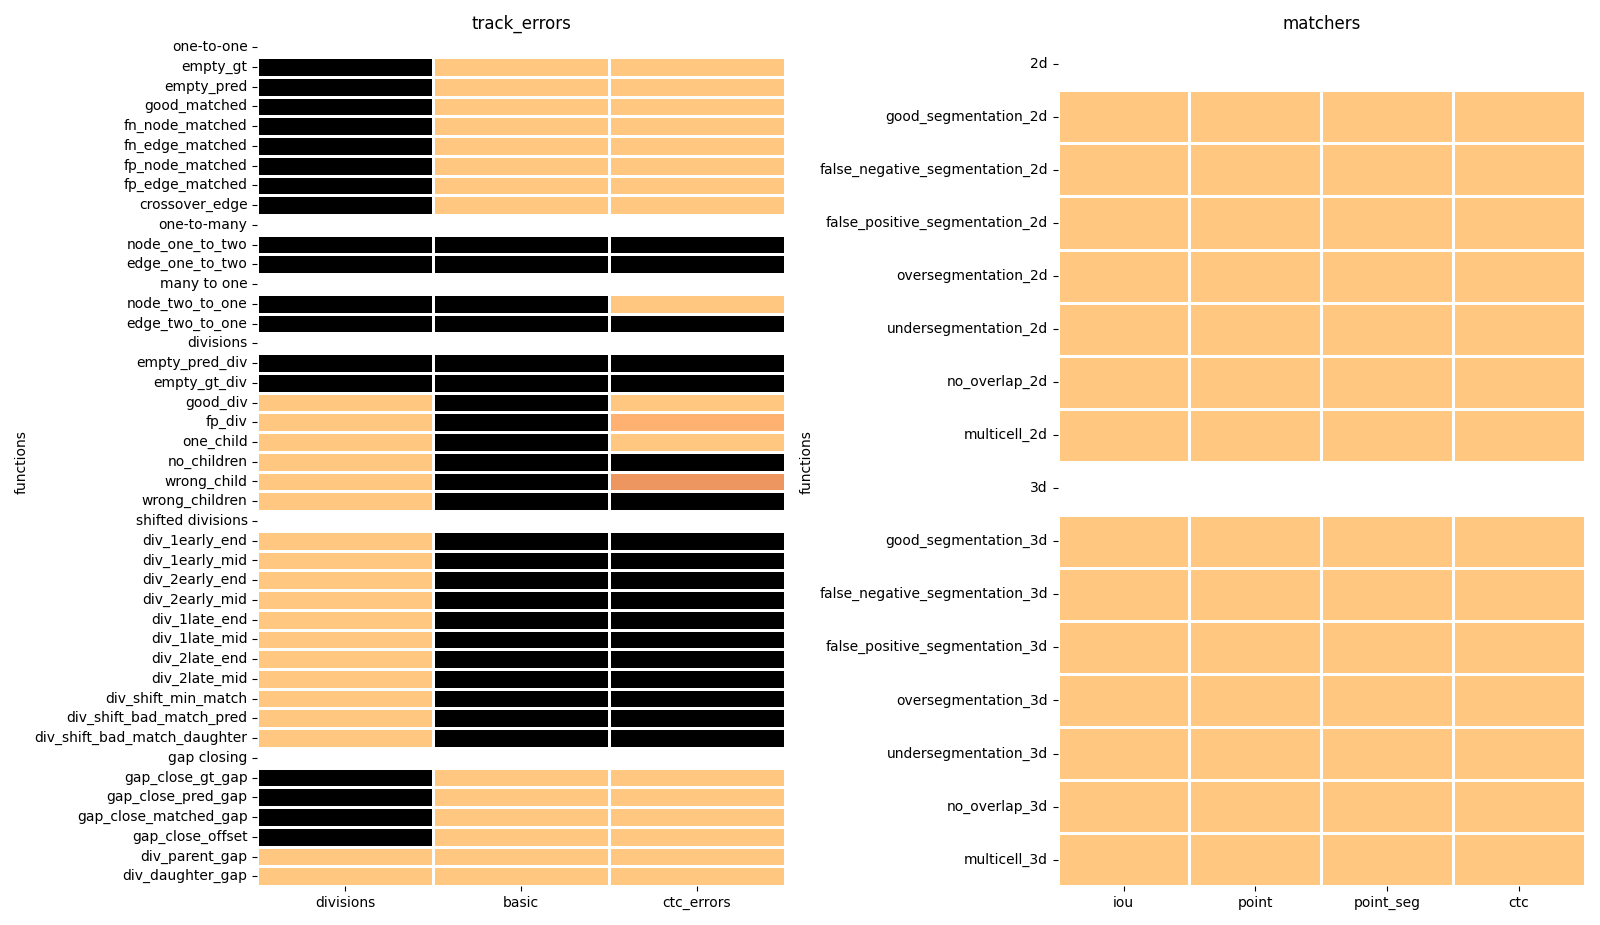 track_errors
one-to-one
empty_gt
empty_pred
good_matched
fn_node_matched
fn_edge_matched
fp_node_matched
fp_edge_matched
crossover_edge
one-to-many
node_one_to_two
edge_one_to_two
many to one
node_two_to_one
edge_two_to_one
divisions
empty_pred_div
empty_gt_div
good_div
fp_div
one_child
no_children
wrong_child
wrong_children
shifted divisions
div_1early_end
div_1early_mid
div_2early_end
div_2early_mid
div_1late_end
div_1late_mid
div_2late_end
div_2late_mid
div_shift_min_match
div_shift_bad_match_pred
div_shift_bad_match_daughter
gap closing
gap_close_gt_gap
gap_close_pred_gap
gap_close_matched_gap
gap_close_offset
div_parent_gap
div_daughter_gap
functions
divisions basic ctc_errors
matchers
2d
good_segmentation_2d
false_negative_segmentation_2d
false_positive_segmentation_2d
oversegmentation_2d
undersegmentation_2d
no_overlap_2d
multicell_2d
3d
good_segmentation_3d
false_negative_segmentation_3d
false_positive_segmentation_3d
oversegmentation_3d
undersegmentation_3d
no_overlap_3d
multicell_3d
functions
iou point point_seg ctc